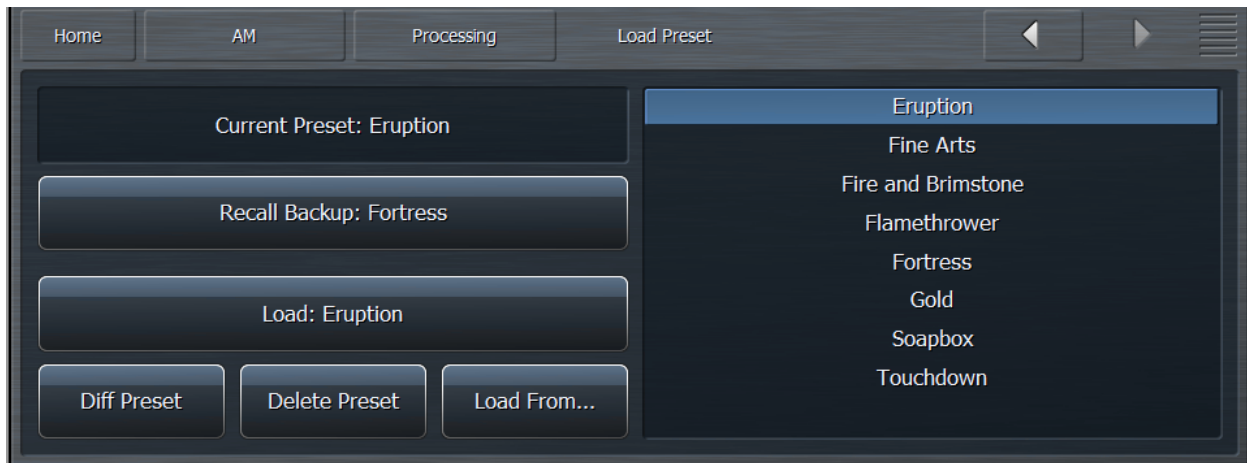 Home
AM
Processing
Load Preset
Current Preset: Eruption
Recall Backup: Fortress
Load: Eruption
Diff Preset
Delete Preset
Load From...
Eruption
Fine Arts
Fire and Brimstone
Flamethrower
Fortress
Gold
Soapbox
Touchdown